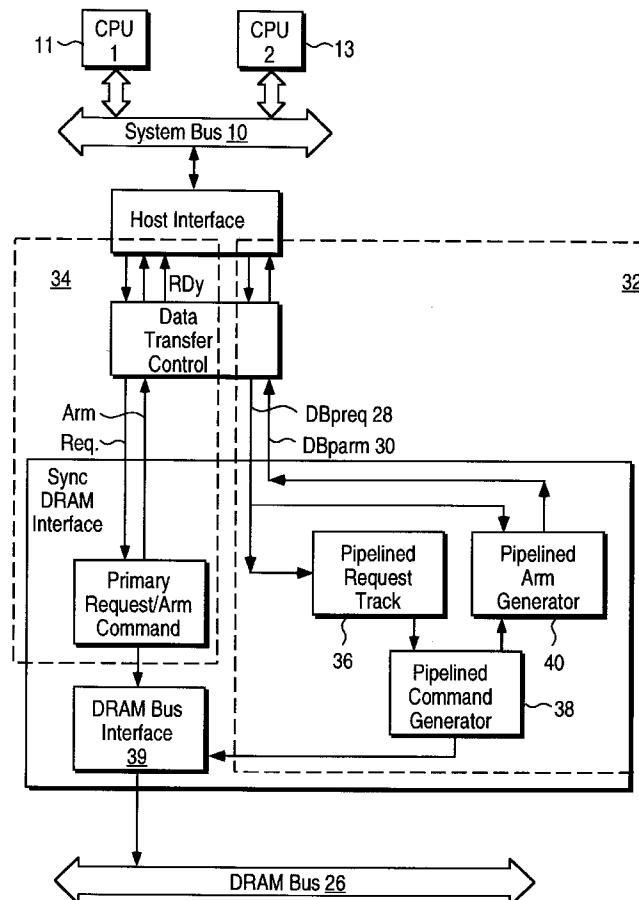 CPU
1
11
CPU
2
13
System Bus 10
Host Interface
34
RDy
32
Data
Transfer
Control
Arm
Req.
DBpreq 28
DBparm 30
Sync
DRAM
Interface
Primary
Request/Arm
Command
Pipelined
Request
Track
36
Pipelined
Arm
Generator
40
Pipelined
Command
Generator
38
DRAM Bus
Interface
39
DRAM Bus 26